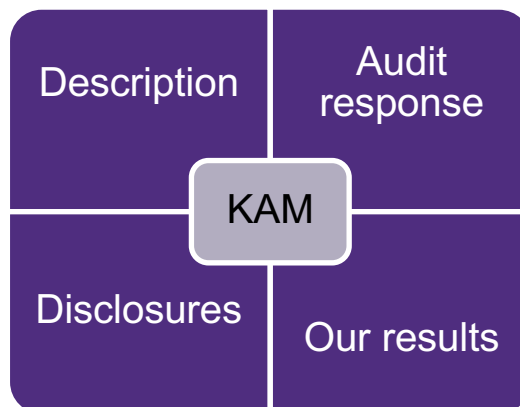 Description
Audit
response
KAM
Disclosures
Our results